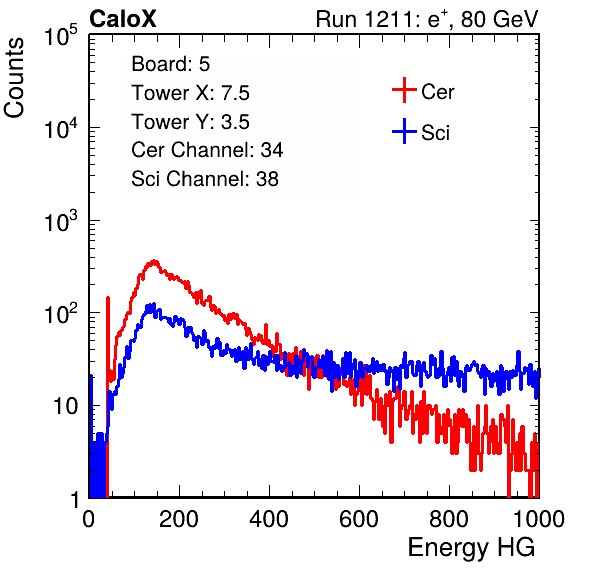 CaloX Run 1211: e⁺, 80 GeV
Counts
10⁵
10⁴
10³
10²
10
1
Board: 5
Tower X: 7.5
Tower Y: 3.5
Cer Channel: 34
Sci Channel: 38
Cer
Sci
0 200 400 600 800 1000
Energy HG